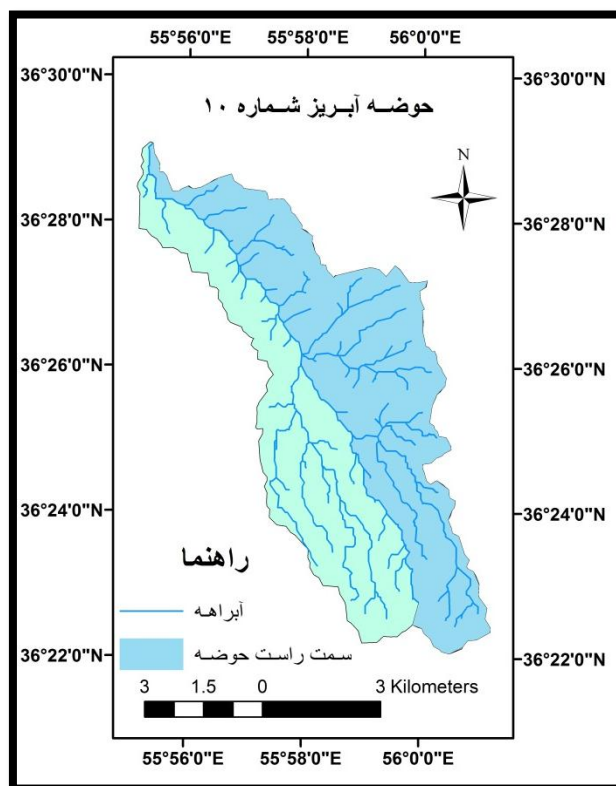 55°56'0"E 55°58'0"E 56°0'0"E
36°30'0"N 36°30'0"N
حوضه آبریز شماره ۱۰
N
36°28'0"N 36°28'0"N
36°26'0"N 36°26'0"N
36°24'0"N 36°24'0"N
راهنما
آبراهه
سمت راست حوضه
36°22'0"N 36°22'0"N
3 1.5 0 3 Kilometers
55°56'0"E 55°58'0"E 56°0'0"E